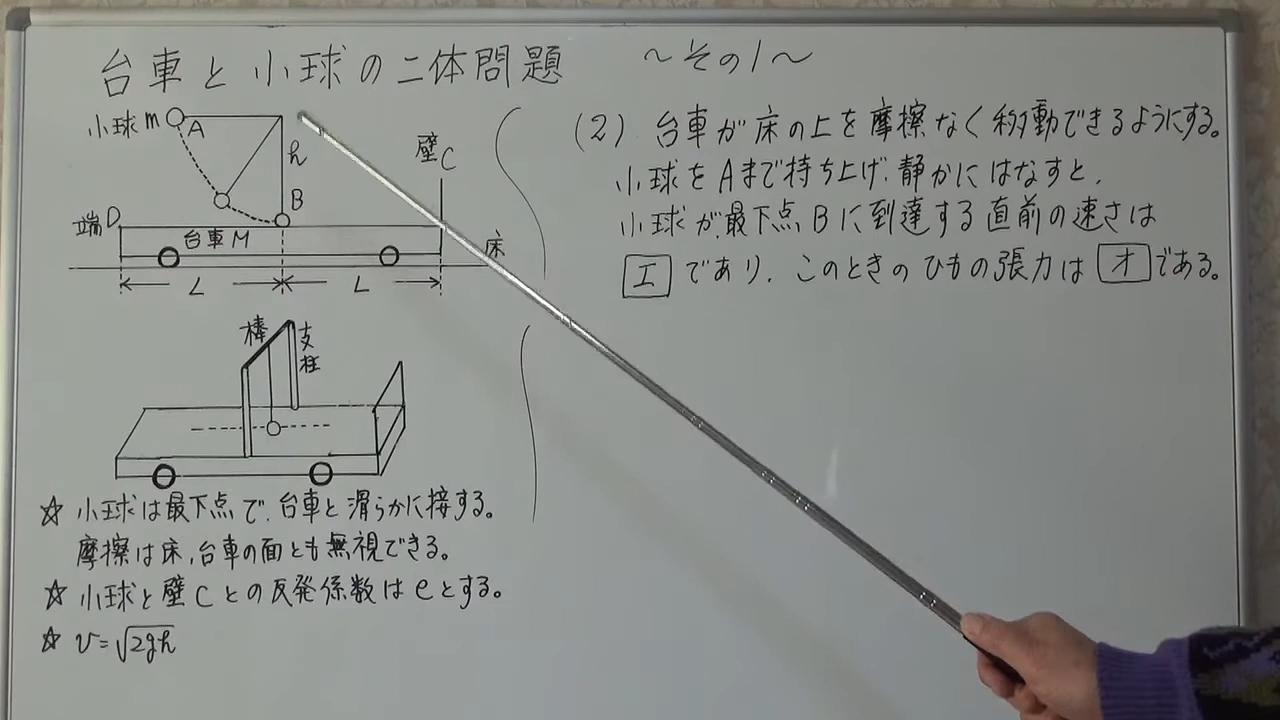 台車と小球の二体問題 ～その1～
小球 m A
h
壁 C
B
端 D
台車 M
床
L L
棒 支柱
☆ 小球は最下点で、台車と滑らかに接する。
摩擦は床、台車の面とも無視できる。
☆ 小球と壁Cとの反発係数はeとする。
☆ v=√2gh
(2) 台車が床の上を摩擦なく移動できるようにする。
小球をAまで持ち上げ、静かにはなすと、
小球が、最下点Bに到達する直前の速さは
エ であり、このときのひもの張力は オ である。